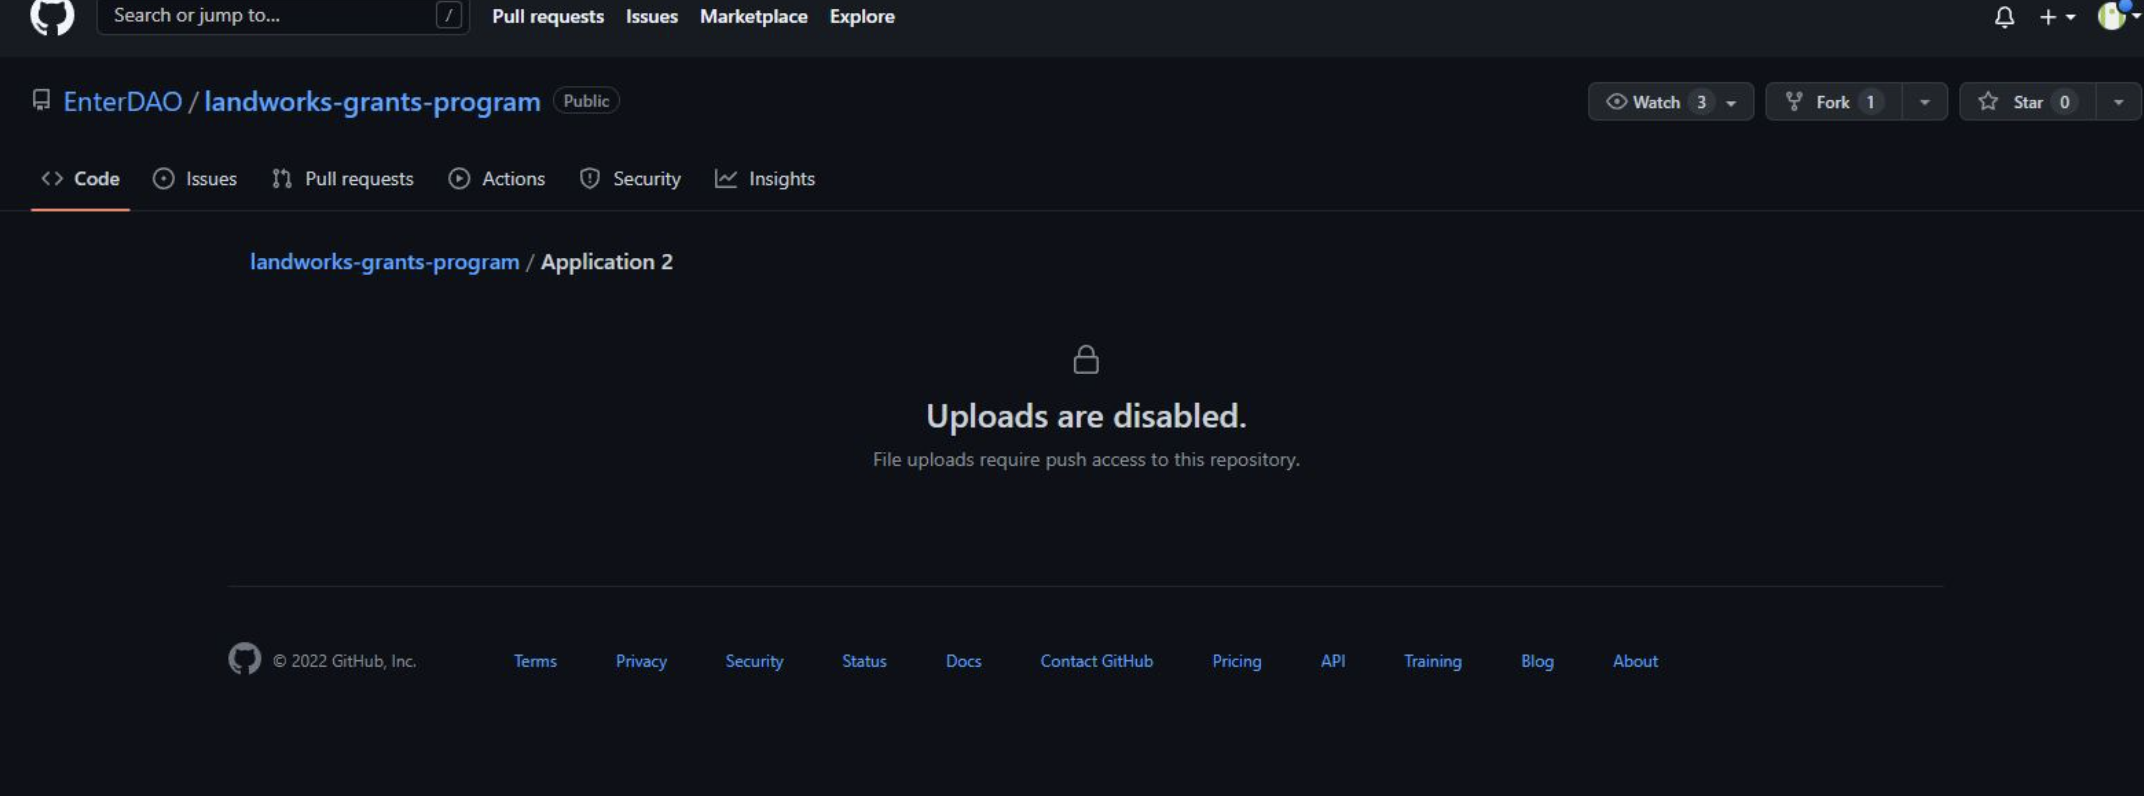 Search or jump to... / Pull requests Issues Marketplace Explore
EnterDAO / landworks-grants-program Public Watch 3 Fork 1 Star 0
Code Issues Pull requests Actions Security Insights
landworks-grants-program / Application 2
Uploads are disabled.
File uploads require push access to this repository.
© 2022 GitHub, Inc. Terms Privacy Security Status Docs Contact GitHub Pricing API Training Blog About